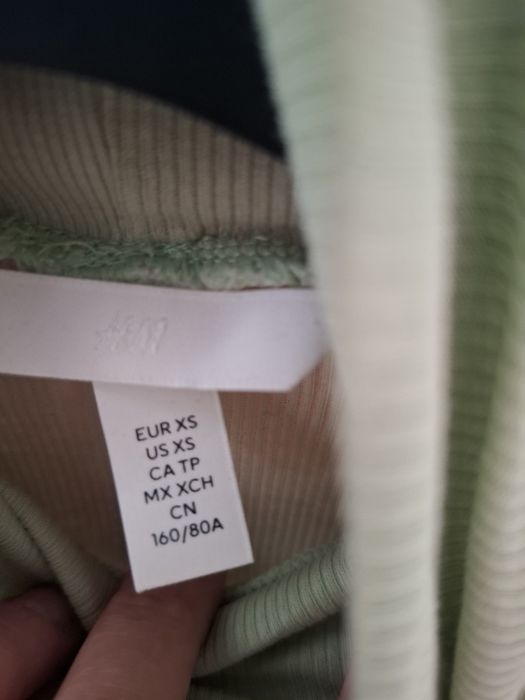 H&M
EUR XS
US XS
CA TP
MX XCH
CN
160/80A